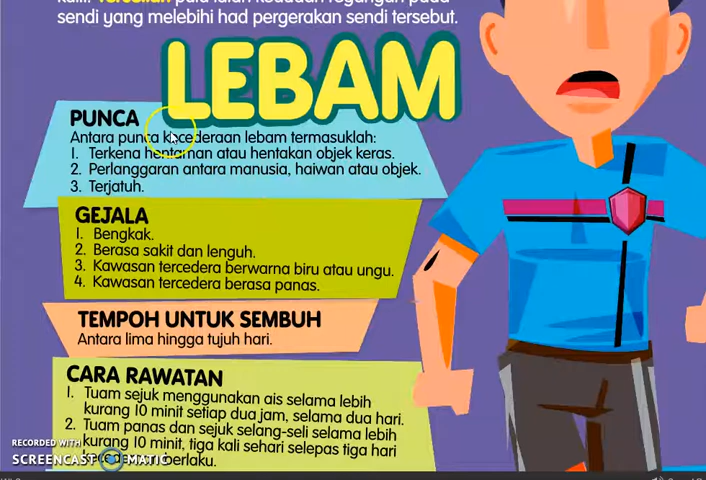 sendi yang melebihi had pergerakan sendi tersebut.
LEBAM
PUNCA
Antara punca kecederaan lebam termasuklah:
1. Terkena hentaman atau hentakan objek keras.
2. Perlanggaran antara manusia, haiwan atau objek.
3. Terjatuh.
GEJALA
1. Bengkak.
2. Berasa sakit dan lenguh.
3. Kawasan tercedera berwarna biru atau ungu.
4. Kawasan tercedera berasa panas.
TEMPOH UNTUK SEMBUH
Antara lima hingga tujuh hari.
CARA RAWATAN
1. Tuam sejuk menggunakan ais selama lebih
kurang 10 minit setiap dua jam, selama dua hari.
2. Tuam panas dan sejuk selang-seli selama lebih
kurang 10 minit, tiga kali sehari selepas tiga hari
berlaku.
RECORDED WITH
SCREENCAST MATIC